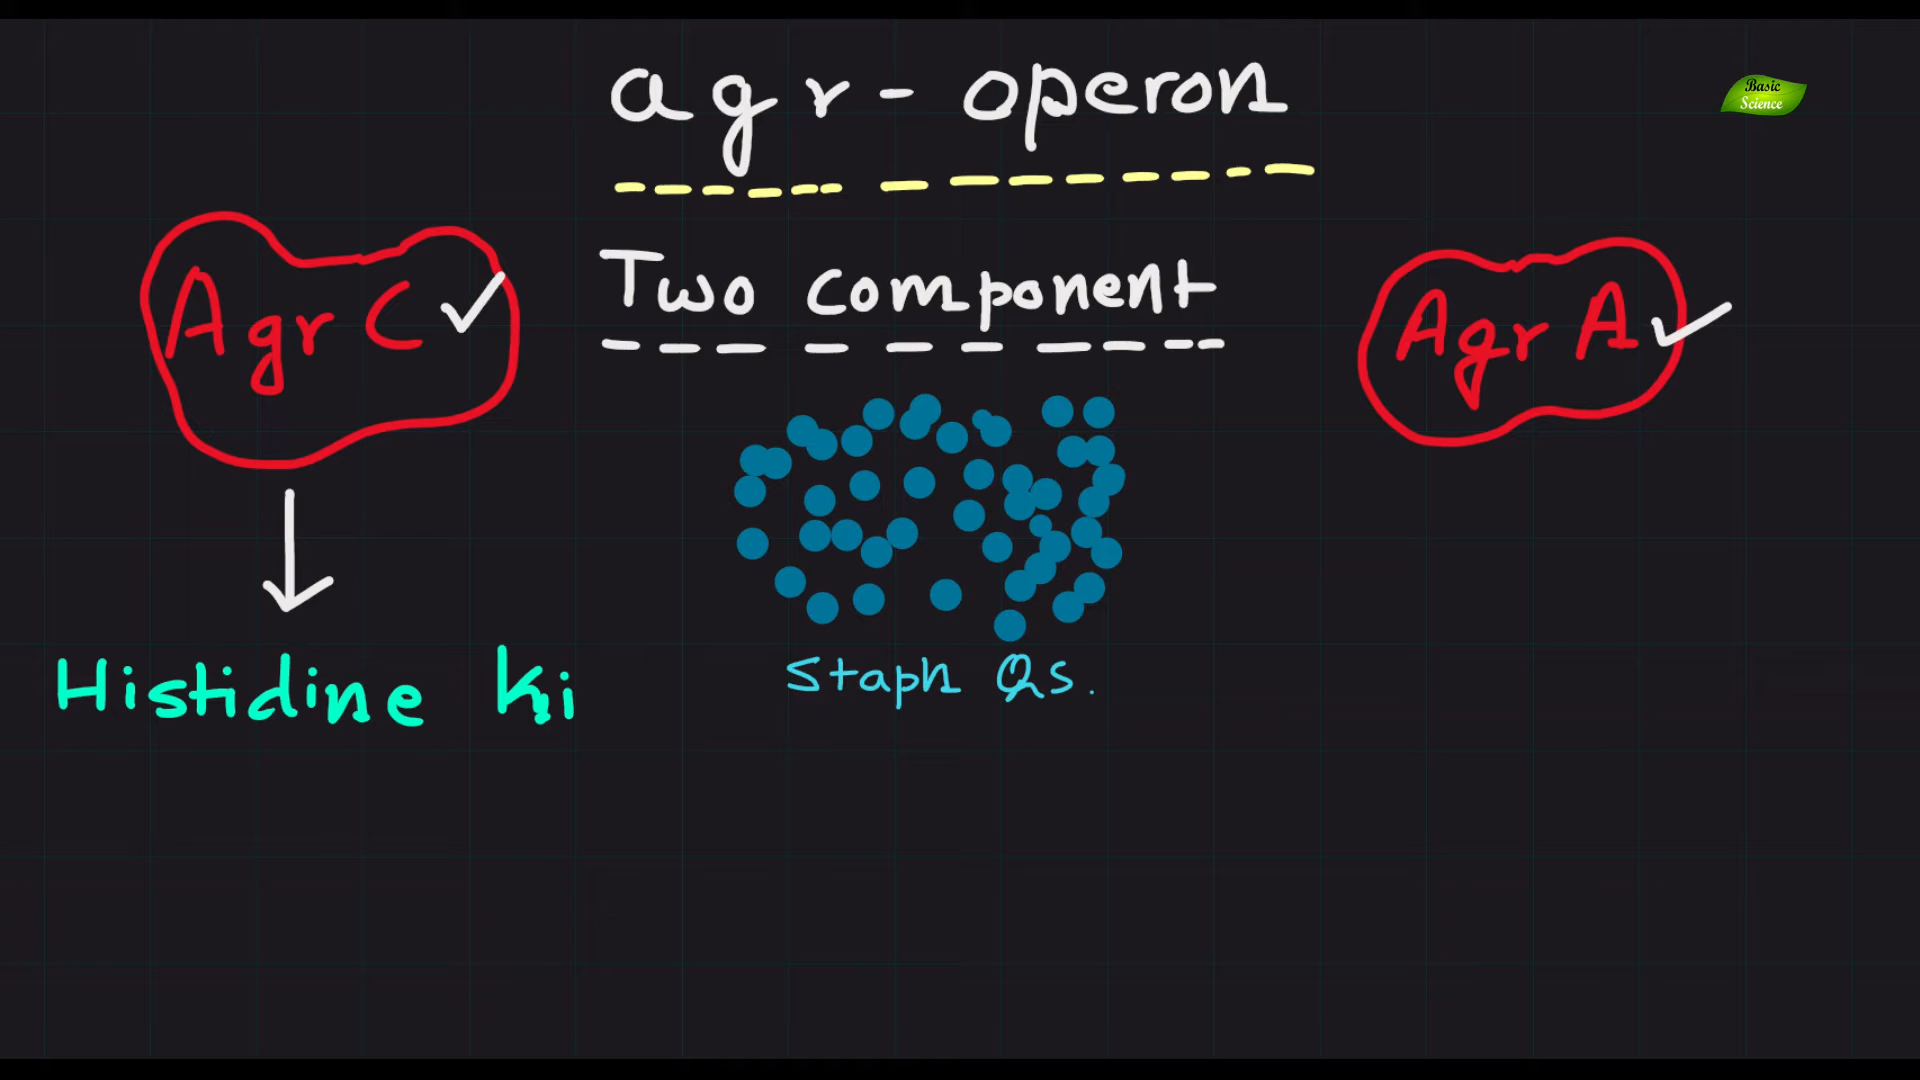 agr-operon
Basic
Science
Two component
AgrC
AgrA
Histidine Ki
Staph QS.